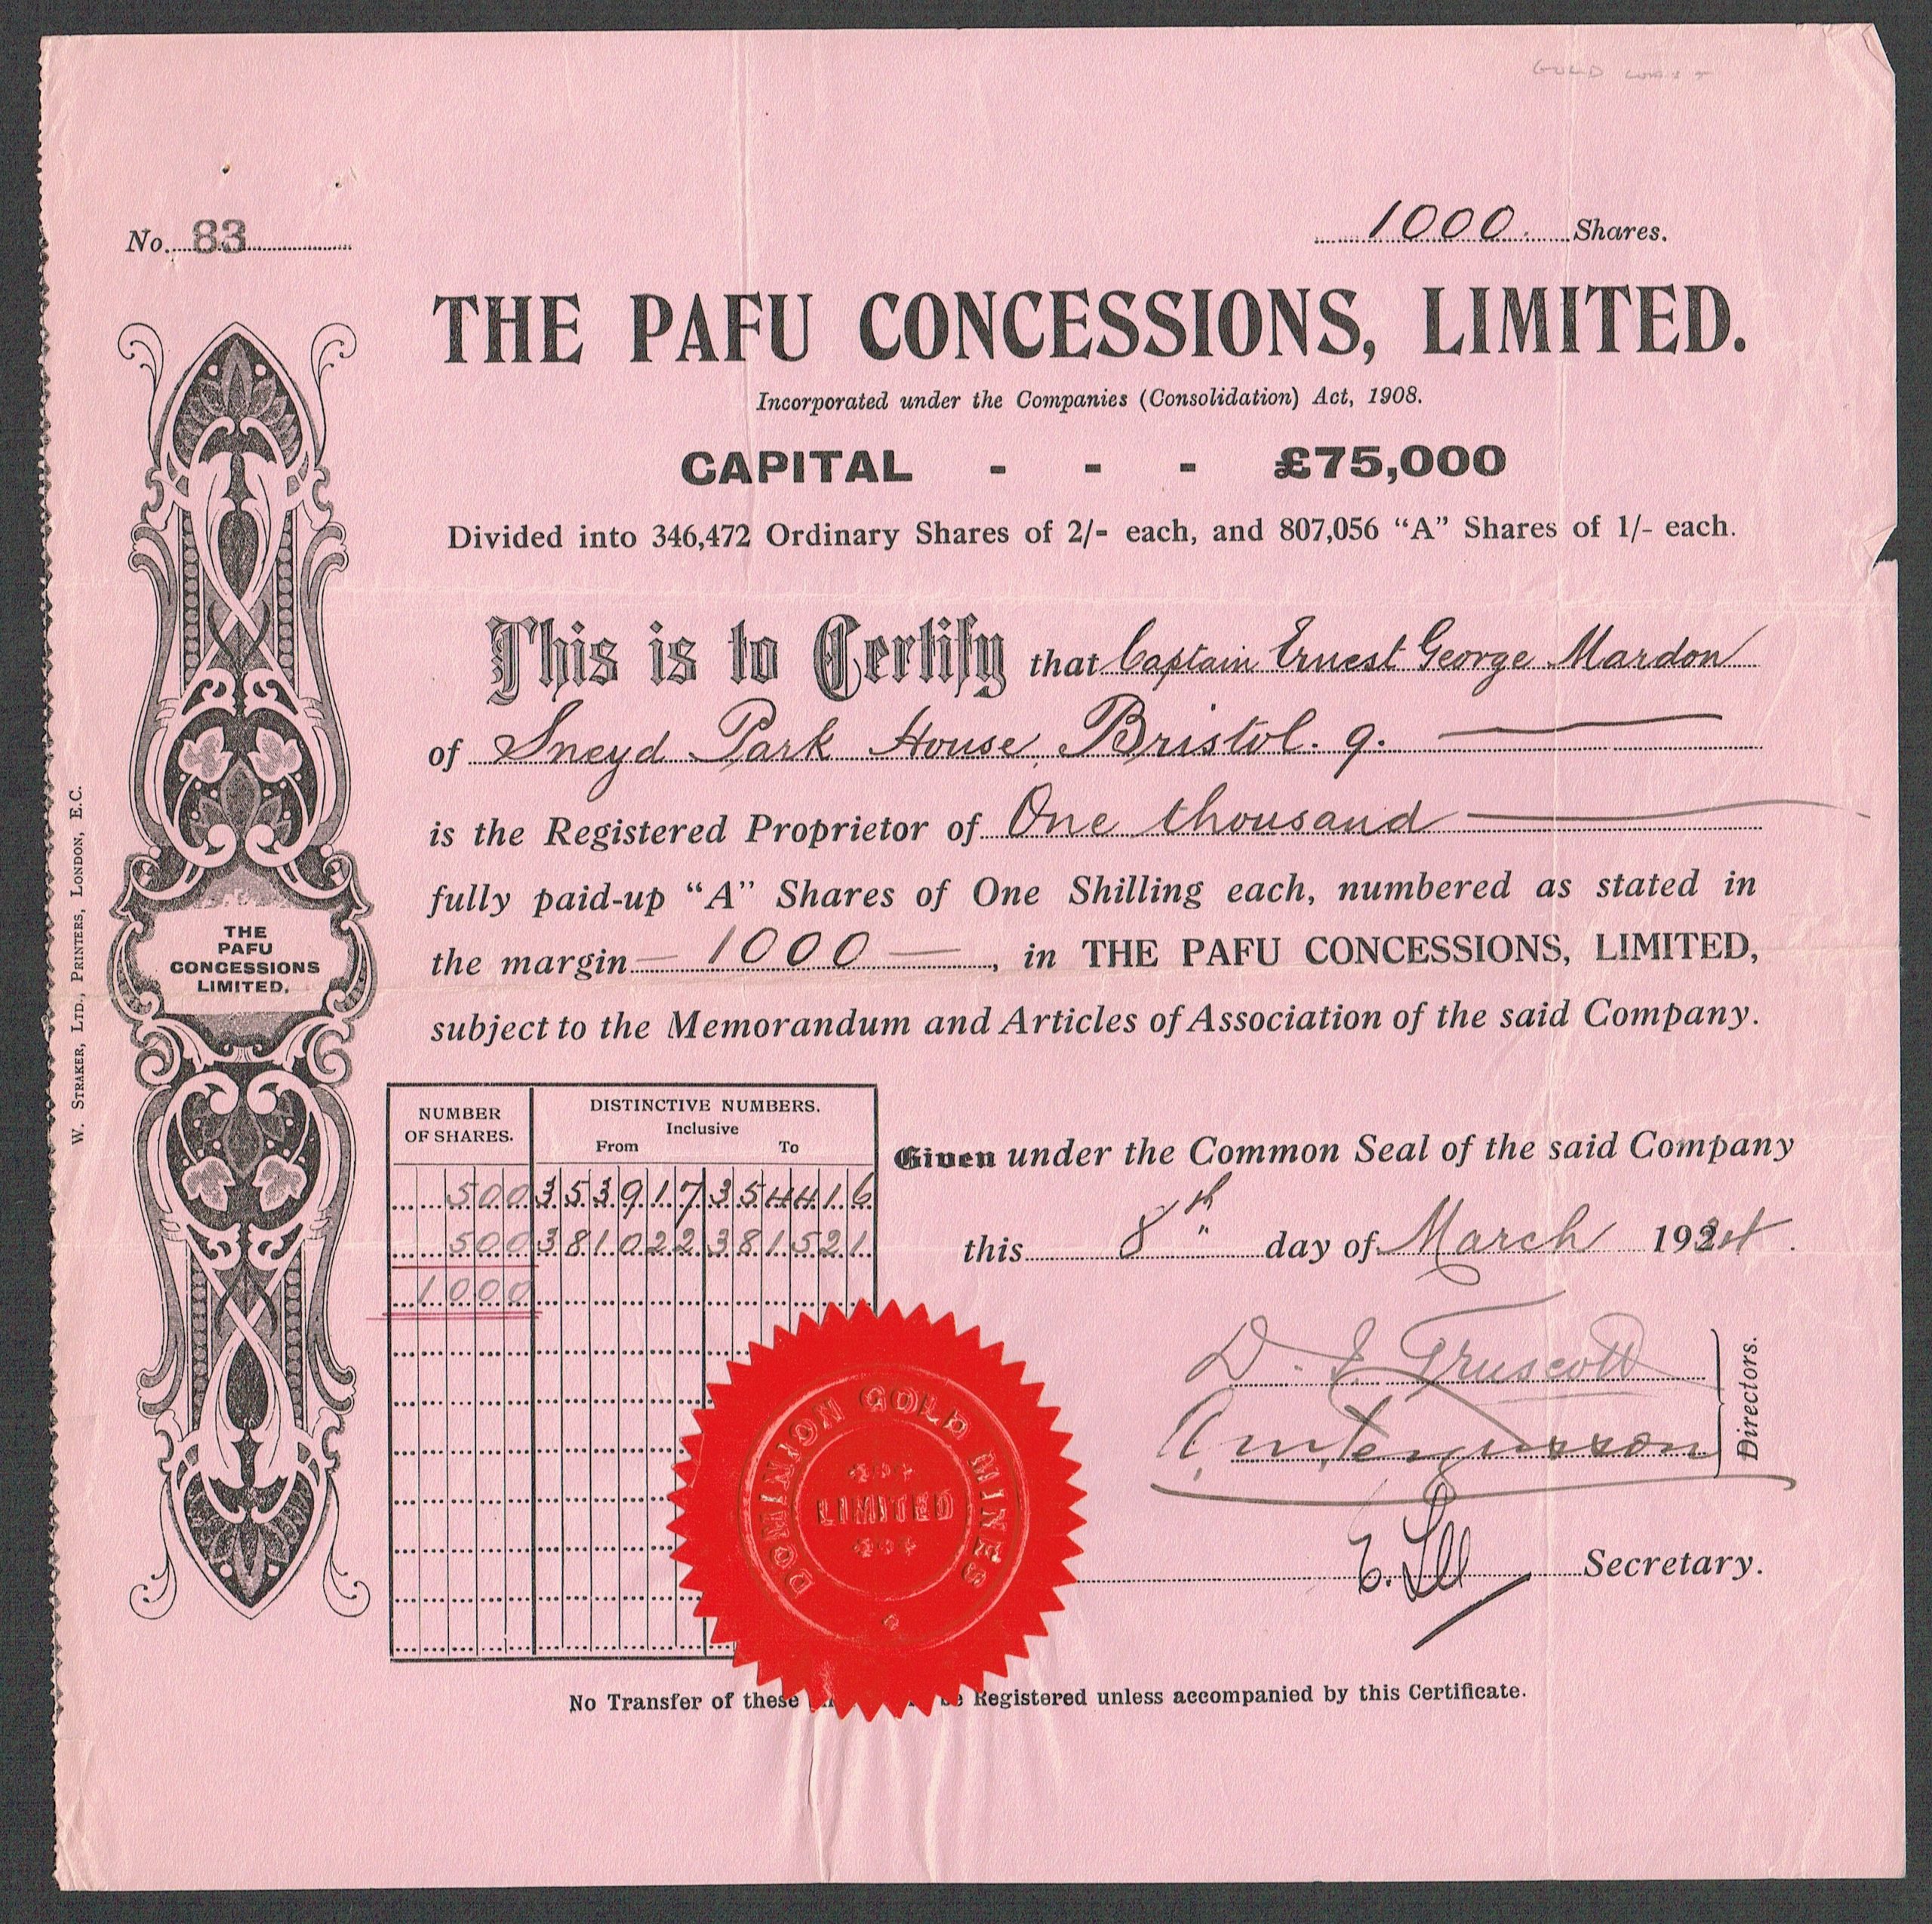 GOLD COAST
No. 83
1000. Shares.
THE PAFU CONCESSIONS, LIMITED.
Incorporated under the Companies (Consolidation) Act, 1908.
CAPITAL - - - £75,000
Divided into 346,472 Ordinary Shares of 2/- each, and 807,056 “A” Shares of 1/- each.
This is to Certify that Captain Ernest George Mardon
of Sneyd Park House, Bristol. 9.
is the Registered Proprietor of One thousand
fully paid-up “A” Shares of One Shilling each, numbered as stated in
the margin — 1000 —, in THE PAFU CONCESSIONS, LIMITED,
subject to the Memorandum and Articles of Association of the said Company.
THE
PAFU
CONCESSIONS
LIMITED.
W. STRAKER, LTD., PRINTERS, LONDON, E.C.
NUMBER OF SHARES. DISTINCTIVE NUMBERS.
Inclusive
From To
500 353917 354416
500 381022 381521
1000
Given under the Common Seal of the said Company
this 8th day of March 1924.
D. J. Truscott
A. M. Fergusson
Directors.
E. Lee
Secretary.
DOMINION GOLD MINES
LIMITED
No Transfer of these be Registered unless accompanied by this Certificate.